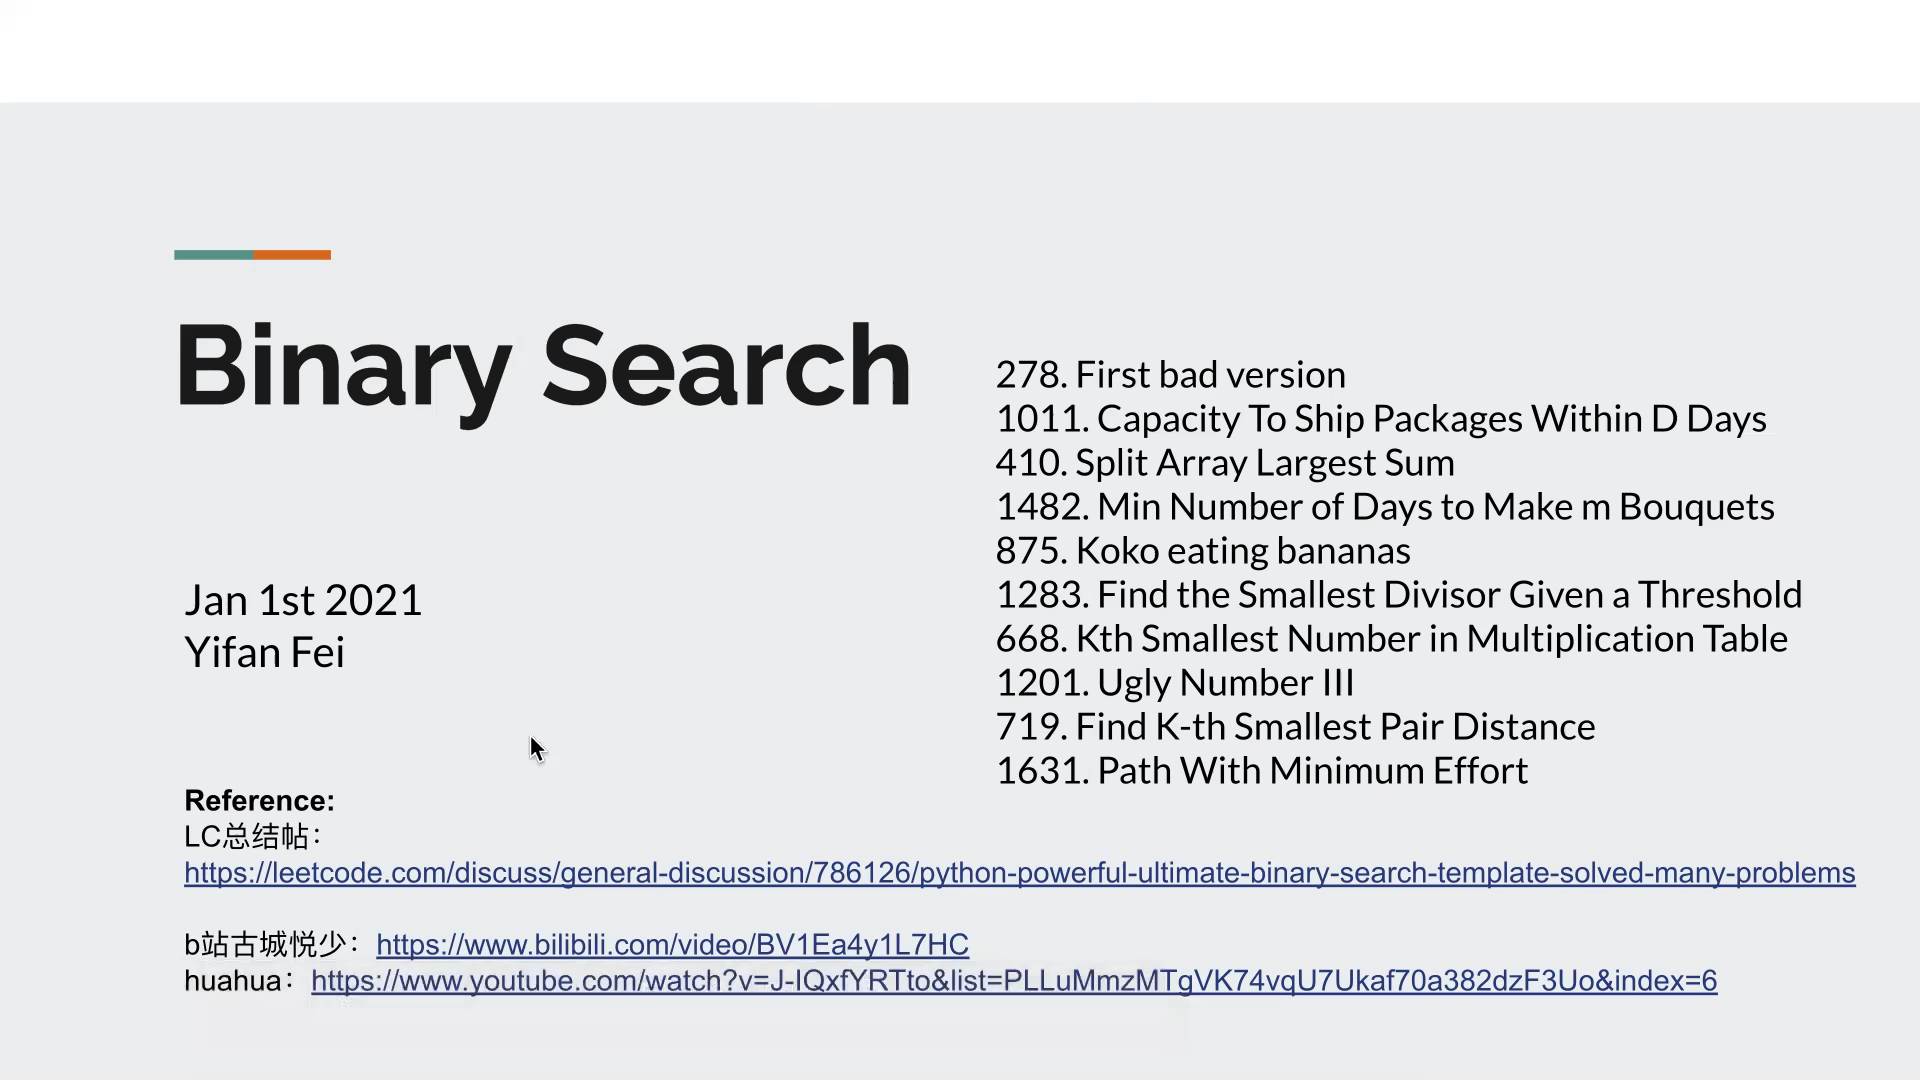 Binary Search
278. First bad version
1011. Capacity To Ship Packages Within D Days
410. Split Array Largest Sum
1482. Min Number of Days to Make m Bouquets
875. Koko eating bananas
1283. Find the Smallest Divisor Given a Threshold
668. Kth Smallest Number in Multiplication Table
1201. Ugly Number III
719. Find K-th Smallest Pair Distance
1631. Path With Minimum Effort
Jan 1st 2021
Yifan Fei
Reference:
LC总结帖：
https://leetcode.com/discuss/general-discussion/786126/python-powerful-ultimate-binary-search-template-solved-many-problems
b站古城悦少：https://www.bilibili.com/video/BV1Ea4y1L7HC
huahua：https://www.youtube.com/watch?v=J-IQxfYRTto&list=PLLuMmzMTgVK74vqU7Ukaf70a382dzF3Uo&index=6